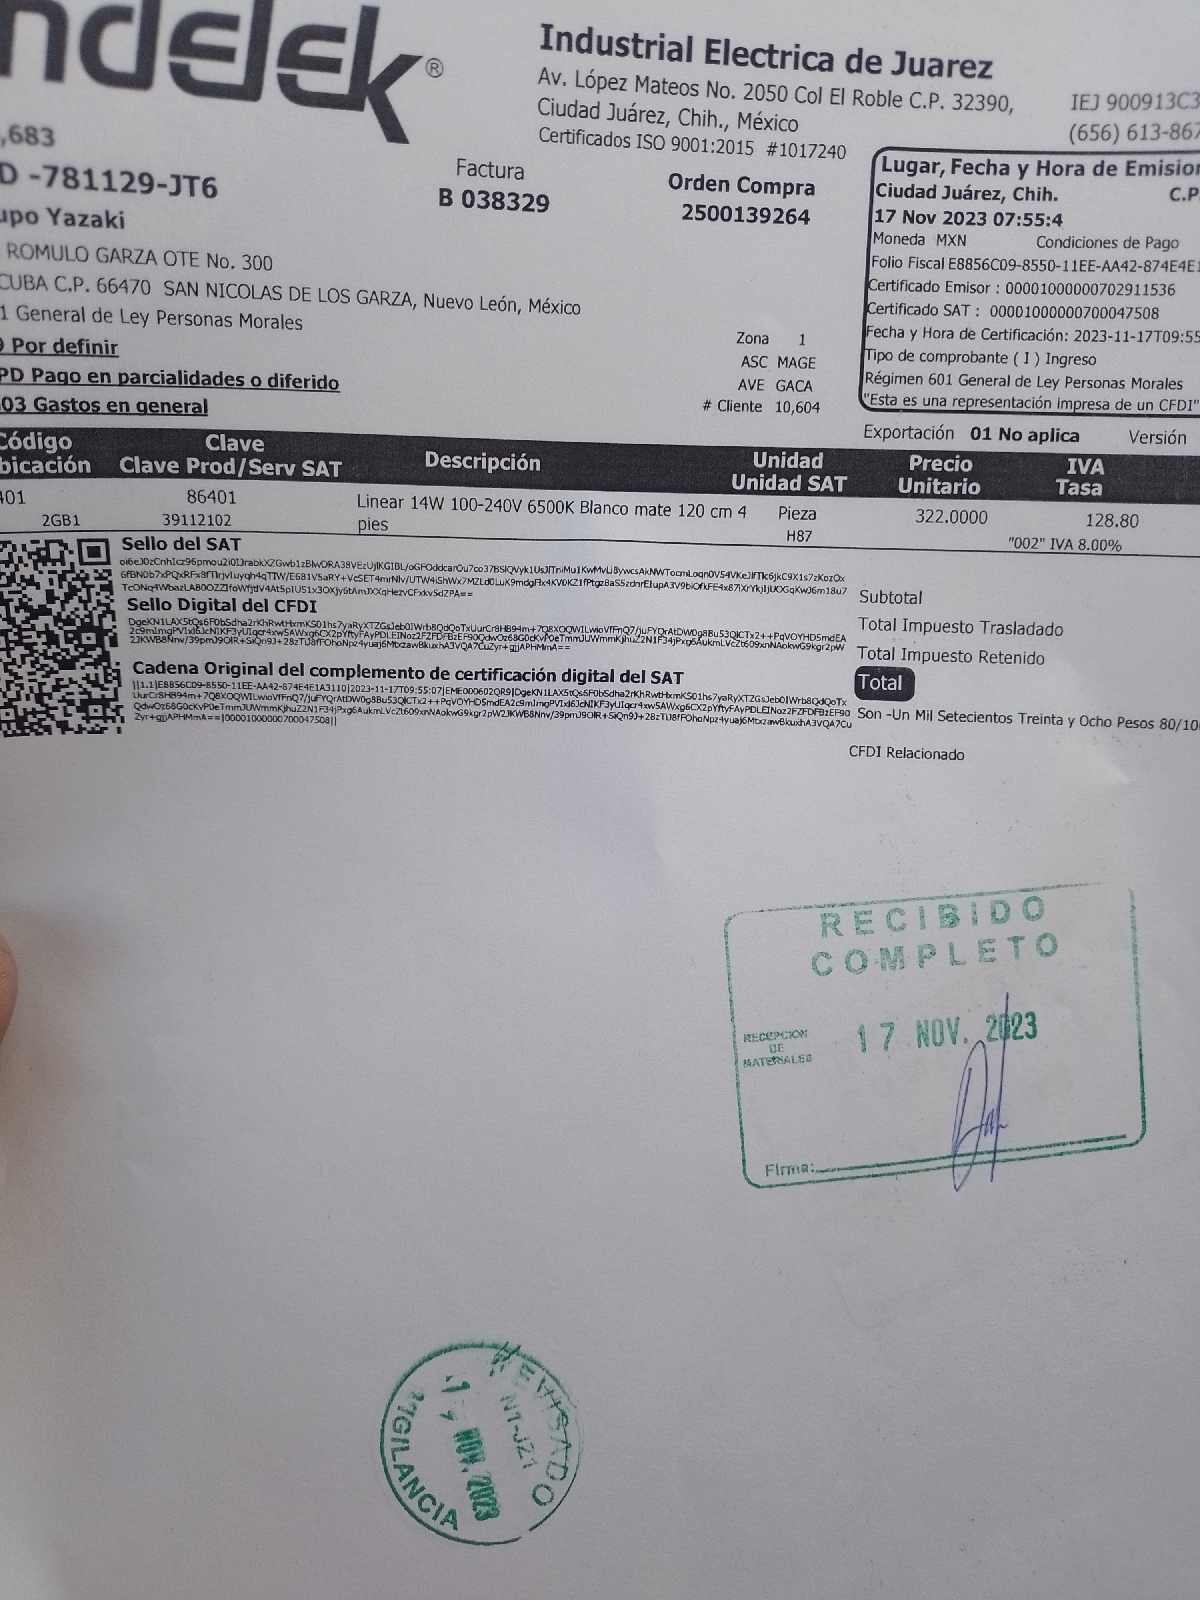 ndelek®
Industrial Electrica de Juarez
Av. López Mateos No. 2050 Col El Roble C.P. 32390,
Ciudad Juárez, Chih., México
Certificados ISO 9001:2015 #1017240
IEJ 900913C3
(656) 613-867
,683
D -781129-JT6
upo Yazaki
ROMULO GARZA OTE No. 300
CUBA C.P. 66470 SAN NICOLAS DE LOS GARZA, Nuevo León, México
1 General de Ley Personas Morales
9 Por definir
PD Pago en parcialidades o diferido
03 Gastos en general
Factura
B 038329
Orden Compra
2500139264
Zona 1
ASC MAGE
AVE GACA
# Cliente 10,604
Lugar, Fecha y Hora de Emision
Ciudad Juárez, Chih. C.P.
17 Nov 2023 07:55:4
Moneda MXN Condiciones de Pago
Folio Fiscal E8856C09-8550-11EE-AA42-874E4E1
Certificado Emisor : 00001000000702911536
Certificado SAT : 00001000000700047508
Fecha y Hora de Certificación: 2023-11-17T09:55
Tipo de comprobante ( I ) Ingreso
Régimen 601 General de Ley Personas Morales
"Esta es una representación impresa de un CFDI"
Exportación 01 No aplica Versión
Código Clave Descripción Unidad Precio IVA
bicación Clave Prod/Serv SAT Unidad SAT Unitario Tasa
401 86401 Linear 14W 100-240V 6500K Blanco mate 120 cm 4 Pieza 322.0000 128.80
2GB1 39112102 pies H87 "002" IVA 8.00%
Sello del SAT
Sello Digital del CFDI
Cadena Original del complemento de certificación digital del SAT
Subtotal
Total Impuesto Trasladado
Total Impuesto Retenido
Total
Son -Un Mil Setecientos Treinta y Ocho Pesos 80/10
CFDI Relacionado
RECIBIDO
COMPLETO
RECEPCION
DE
MATERIALES
17 NOV. 2023
Firma:
REVISADO
N1-JZ1
17 NOV. 2023
VIGILANCIA